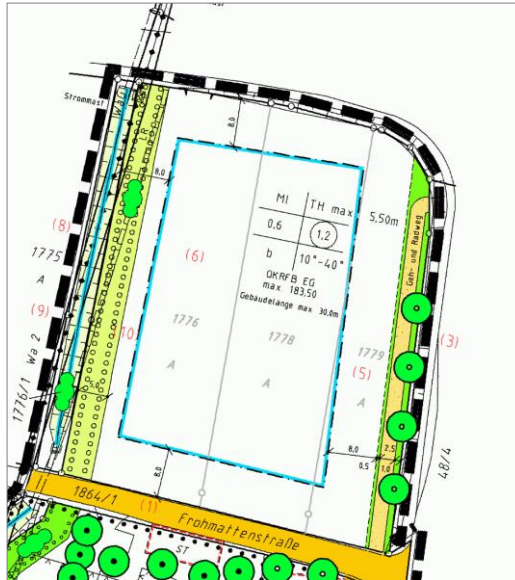 Strommast
8,0
8,0
MI TH max
0,6 1,2 5,50m
b 10°-40°
OKRFB EG
max 183,50
Gebäudelänge max 30,0m
Geh- und Radweg
(8)
1775
A
(9)
(6)
(10)
1776
A
1778
A
1779
(5)
A
(3)
Wa 2
1776/1
5,0
8,0
8,0
0,5
2,5
1,0
48/4
1864/1
(1)
Frohmattenstraße
ST